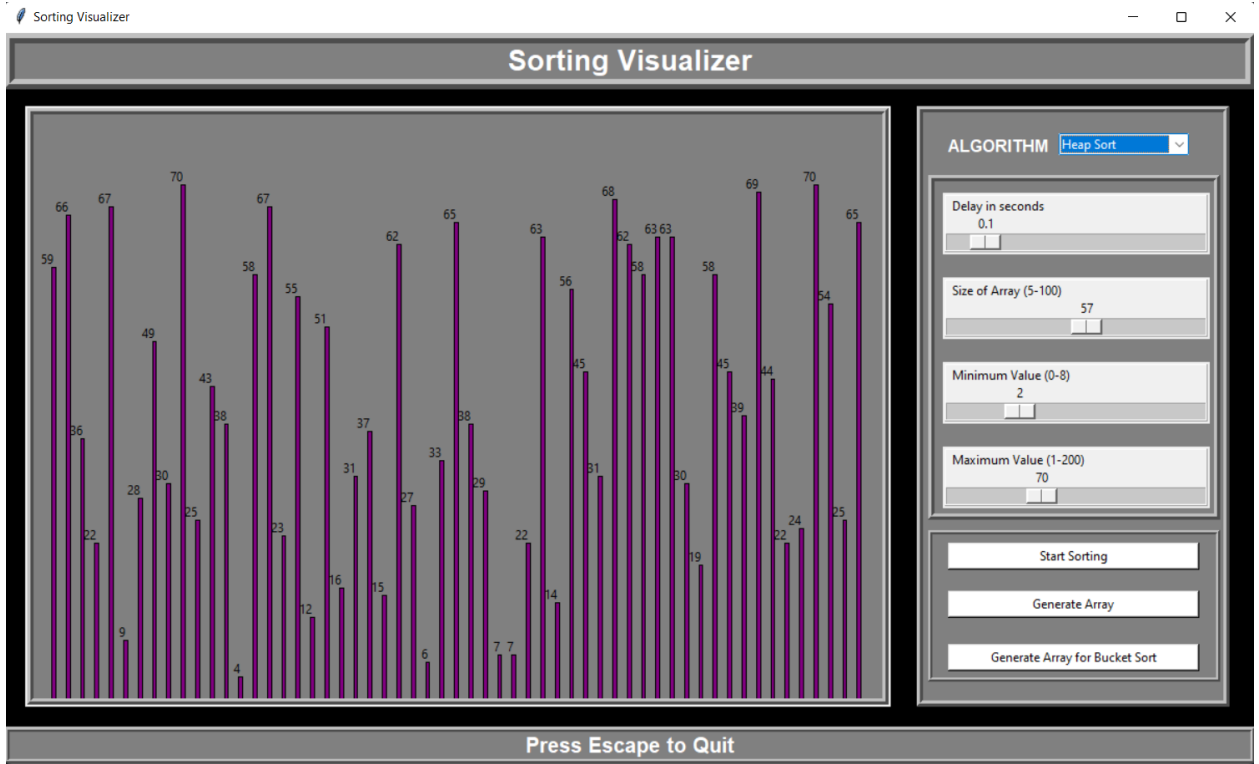 Sorting Visualizer
Sorting Visualizer
59 66 36 22 67 9 28 49 30 70 25 43 38 4 58 67 23 55 12 51 16 31 37 15 62 27 6 33 65 38 29 7 7 22 63 14 56 45 31 68 62 58 63 63 30 19 58 45 39 69 44 22 24 70 54 25 65
ALGORITHM Heap Sort
Delay in seconds
0.1
Size of Array (5-100)
57
Minimum Value (0-8)
2
Maximum Value (1-200)
70
Start Sorting
Generate Array
Generate Array for Bucket Sort
Press Escape to Quit